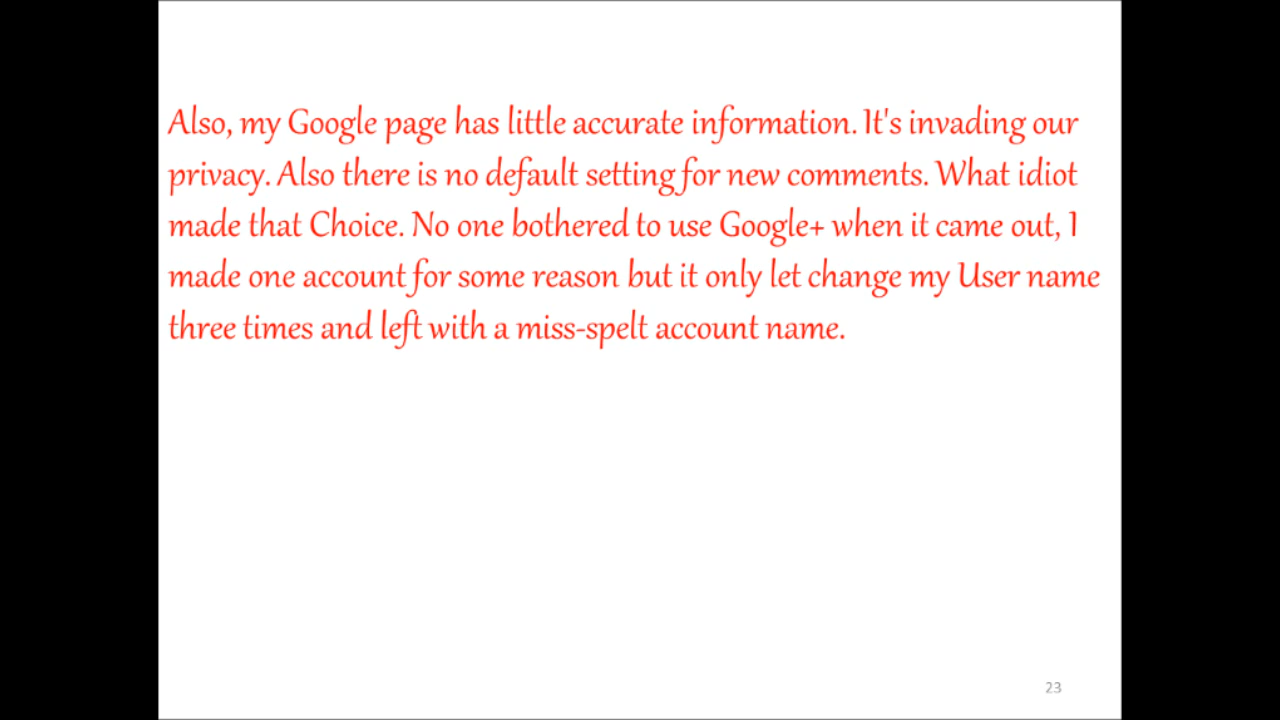 Also, my Google page has little accurate information. It's invading our
privacy. Also there is no default setting for new comments. What idiot
made that Choice. No one bothered to use Google+ when it came out, I
made one account for some reason but it only let change my User name
three times and left with a miss-spelt account name.
23